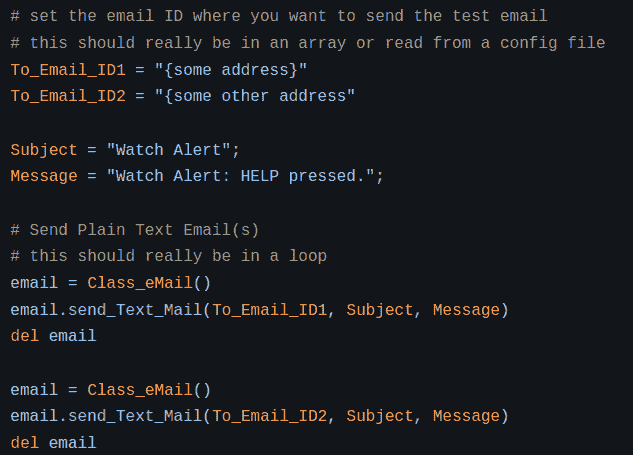 # set the email ID where you want to send the test email
# this should really be in an array or read from a config file
To_Email_ID1 = "{some address}"
To_Email_ID2 = "{some other address"
Subject = "Watch Alert";
Message = "Watch Alert: HELP pressed.";
# Send Plain Text Email(s)
# this should really be in a loop
email = Class_eMail()
email.send_Text_Mail(To_Email_ID1, Subject, Message)
del email
email = Class_eMail()
email.send_Text_Mail(To_Email_ID2, Subject, Message)
del email